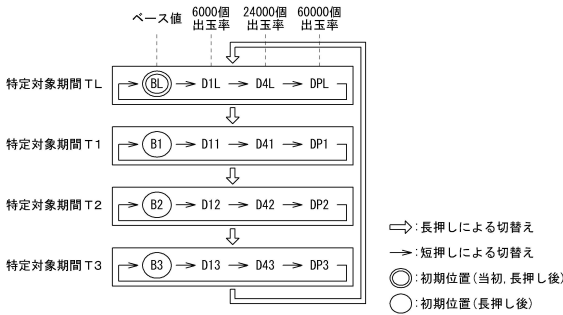 ベース値
6000個
出玉率
24000個
出玉率
60000個
出玉率
特定対象期間TL
BL D1L D4L DPL
特定対象期間T1
B1 D11 D41 DP1
特定対象期間T2
B2 D12 D42 DP2
特定対象期間T3
B3 D13 D43 DP3
:長押しによる切替え
:短押しによる切替え
:初期位置(当初,長押し後)
:初期位置(長押し後)